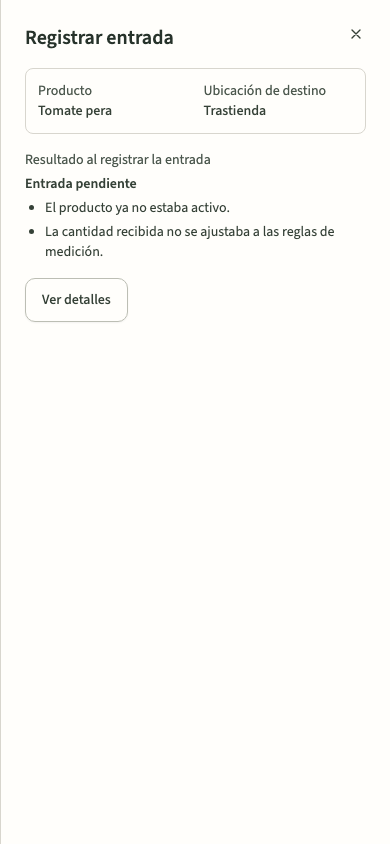 Registrar entrada
Producto
Tomate pera
Ubicación de destino
Trastienda
Resultado al registrar la entrada
Entrada pendiente
El producto ya no estaba activo.
La cantidad recibida no se ajustaba a las reglas de
medición.
Ver detalles